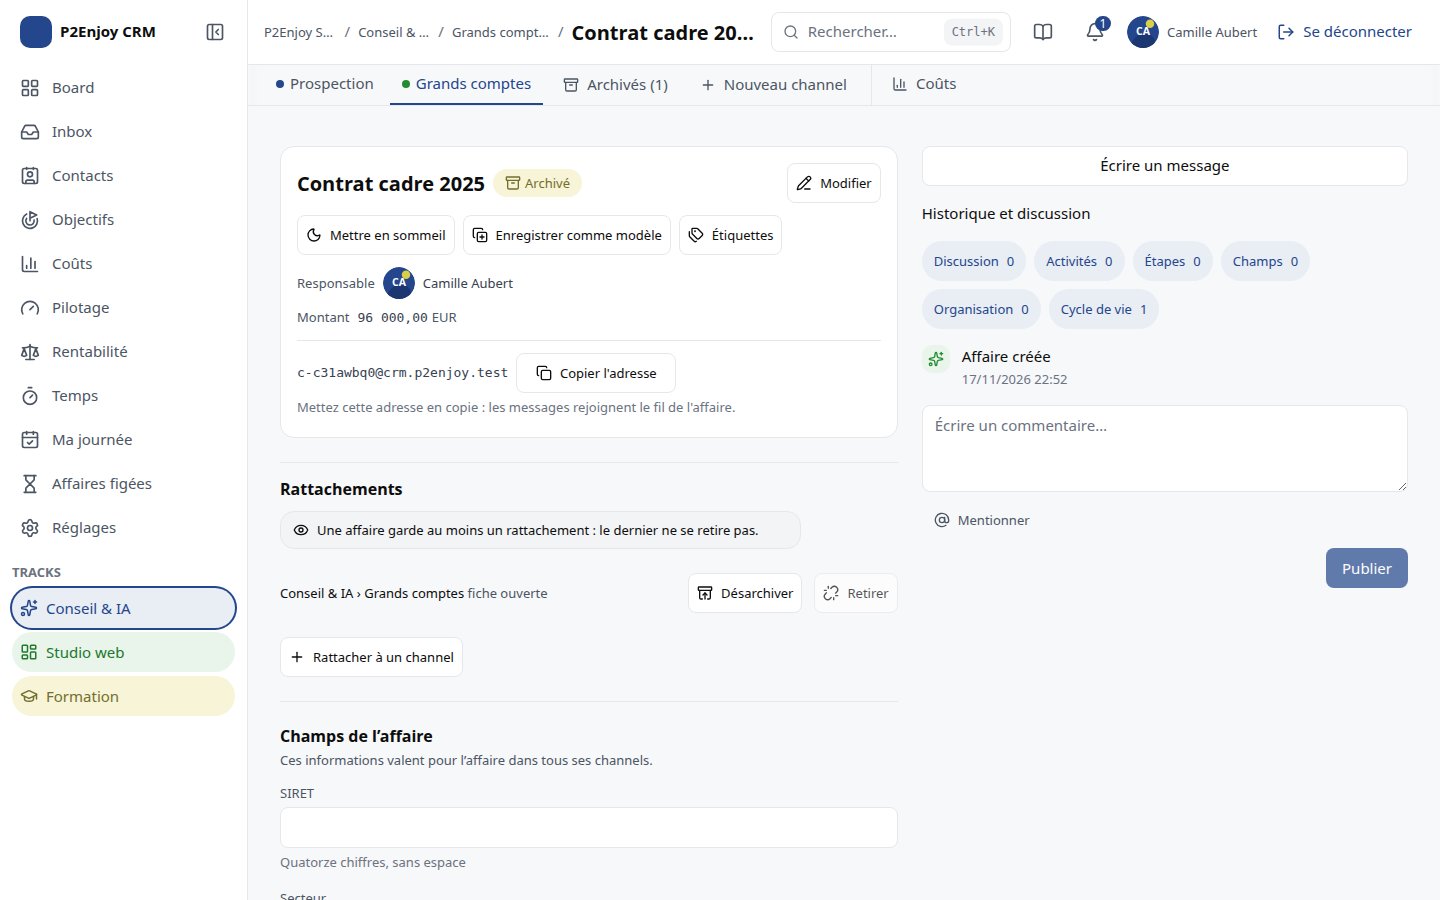 P2Enjoy CRM
Board
Inbox
Contacts
Objectifs
Coûts
Pilotage
Rentabilité
Temps
Ma journée
Affaires figées
Réglages
TRACKS
Conseil & IA
Studio web
Formation
P2Enjoy S... / Conseil & ... / Grands compt... / Contrat cadre 20...
Rechercher... Ctrl+K
1
CA Camille Aubert
Se déconnecter
Prospection
Grands comptes
Archivés (1)
Nouveau channel
Coûts
Contrat cadre 2025 Archivé
Modifier
Mettre en sommeil
Enregistrer comme modèle
Étiquettes
Responsable CA Camille Aubert
Montant 96 000,00 EUR
c-c31awbq0@crm.p2enjoy.test Copier l'adresse
Mettez cette adresse en copie : les messages rejoignent le fil de l'affaire.
Rattachements
Une affaire garde au moins un rattachement : le dernier ne se retire pas.
Conseil & IA › Grands comptes fiche ouverte
Désarchiver
Retirer
Rattacher à un channel
Champs de l’affaire
Ces informations valent pour l’affaire dans tous ses channels.
SIRET
Quatorze chiffres, sans espace
Secteur
Écrire un message
Historique et discussion
Discussion 0
Activités 0
Étapes 0
Champs 0
Organisation 0
Cycle de vie 1
Affaire créée
17/11/2026 22:52
Écrire un commentaire...
Mentionner
Publier